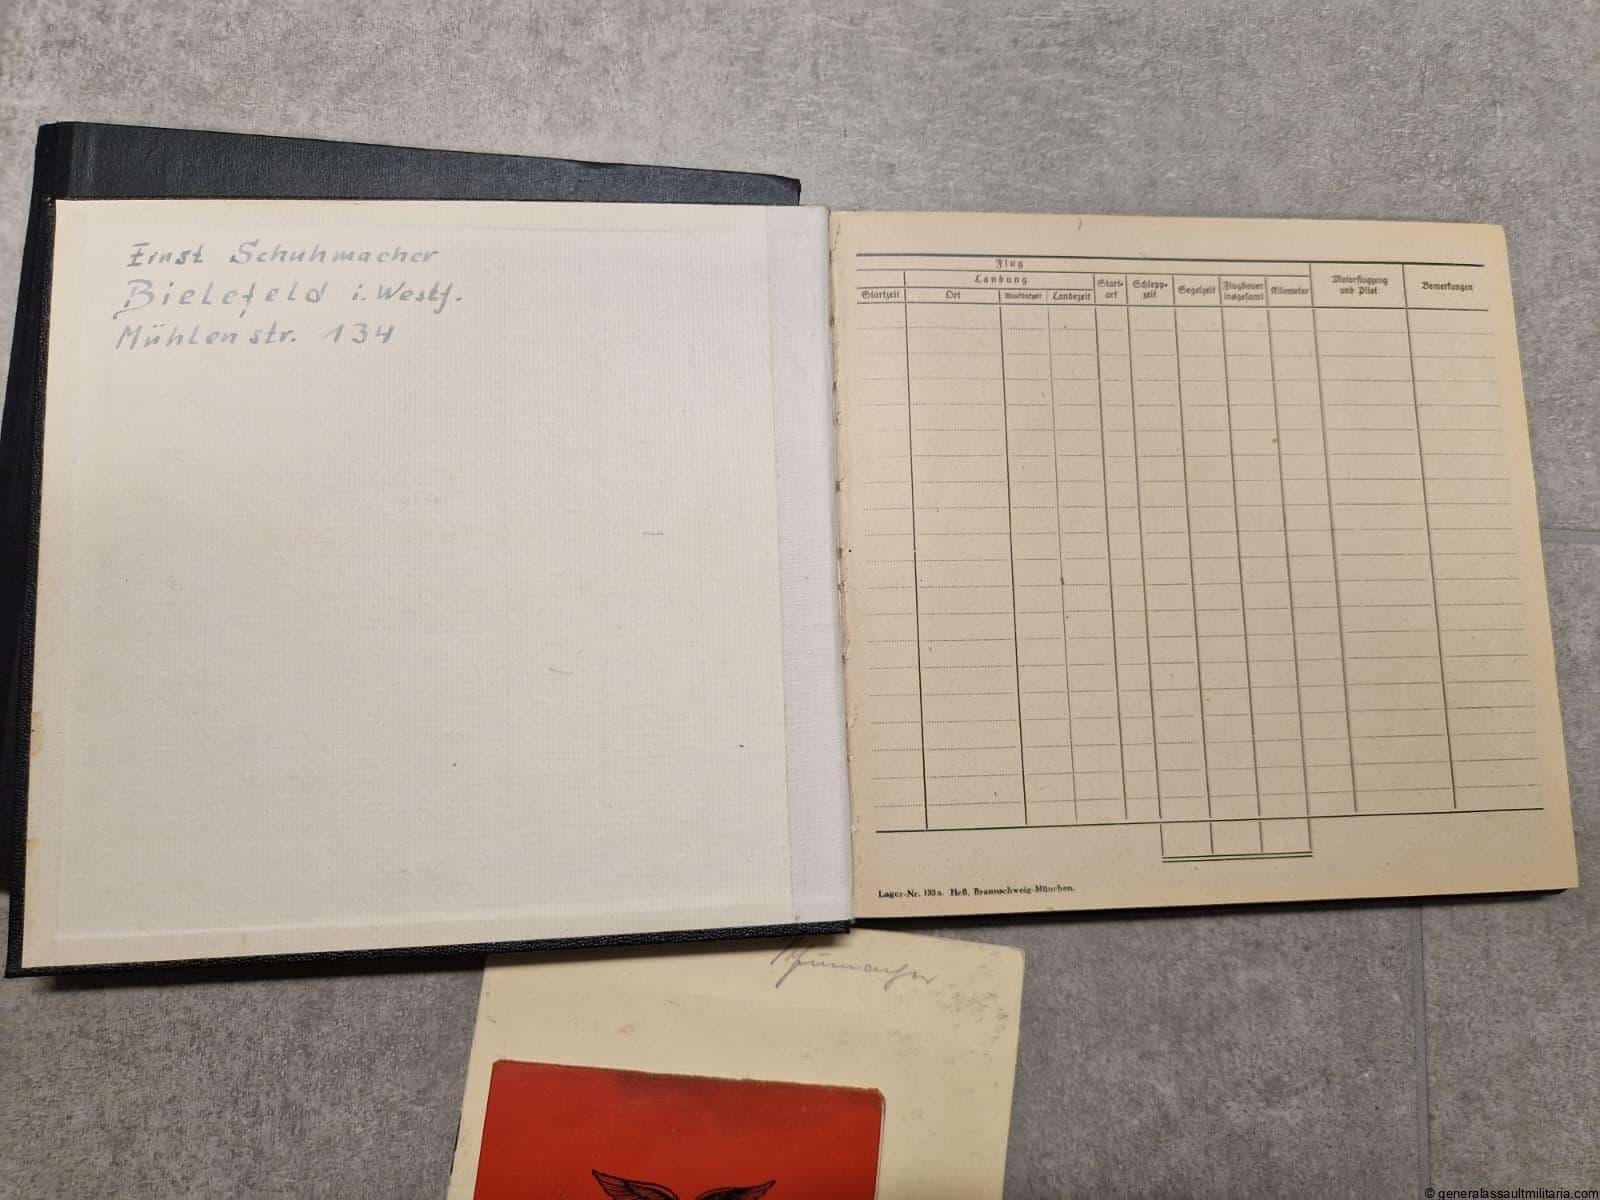 Ernst Schuhmacher
Bielefeld i. Westf.
Mühlenstr. 134
Flug
Landung
Startzeit
Ort
Landezeit
Start-
art
Schlepp-
zeit
Segelzeit
Flugdauer
insgesamt
Kilometer
Motorflugzeug
und Pilot
Bemerkungen
Lager-Nr. 130 a. Heß, Braunschweig-München.
© generalassaultmilitaria.com